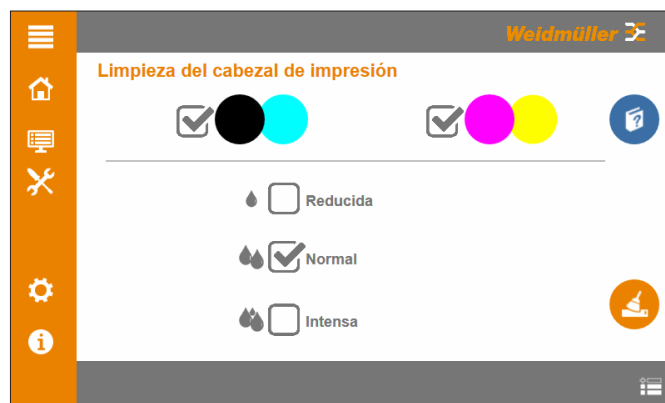 Weidmüller
Limpieza del cabezal de impresión
Reducida
Normal
Intensa